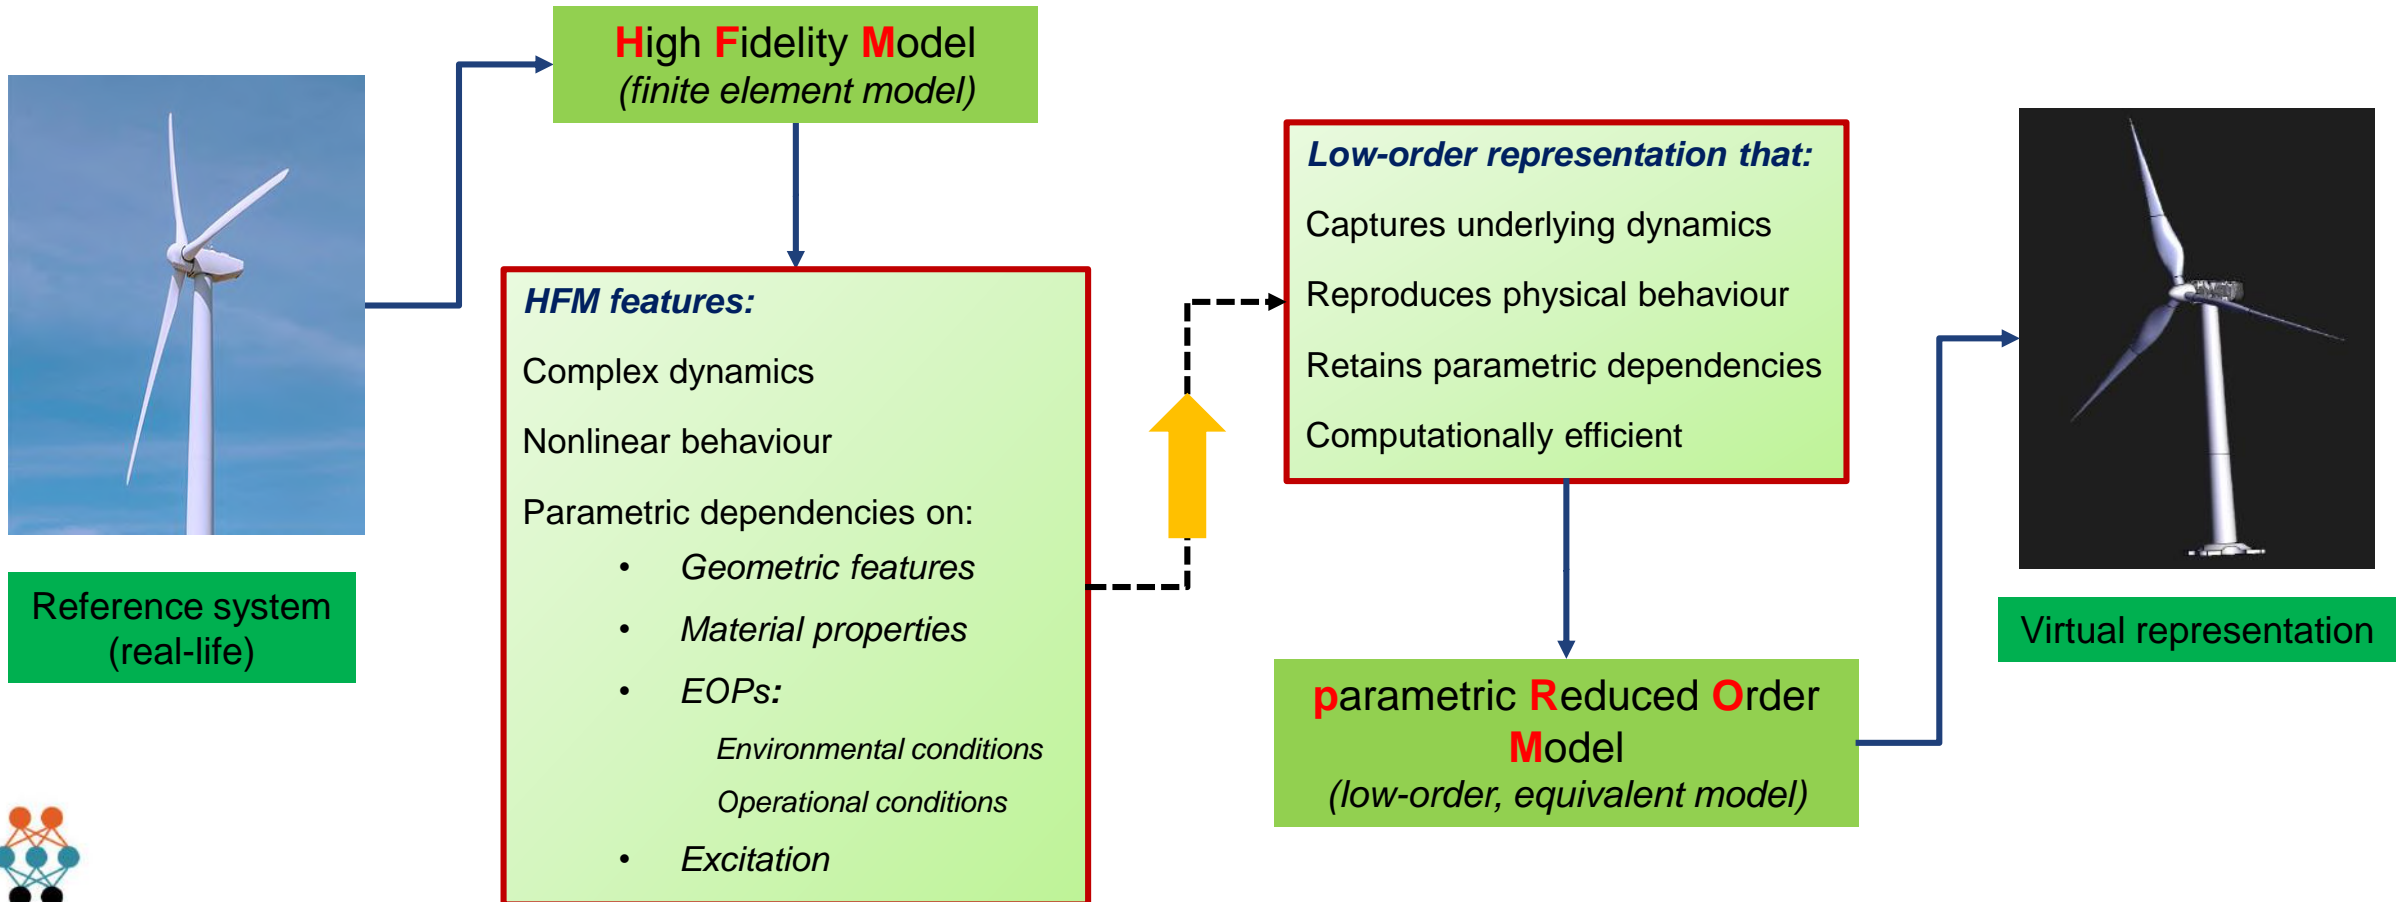 High Fidelity Model
(finite element model)
Reference system
(real-life)
HFM features:
Complex dynamics
Nonlinear behaviour
Parametric dependencies on:
• Geometric features
• Material properties
• EOPs:
Environmental conditions
Operational conditions
• Excitation
Low-order representation that:
Captures underlying dynamics
Reproduces physical behaviour
Retains parametric dependencies
Computationally efficient
parametric Reduced Order
Model
(low-order, equivalent model)
Virtual representation